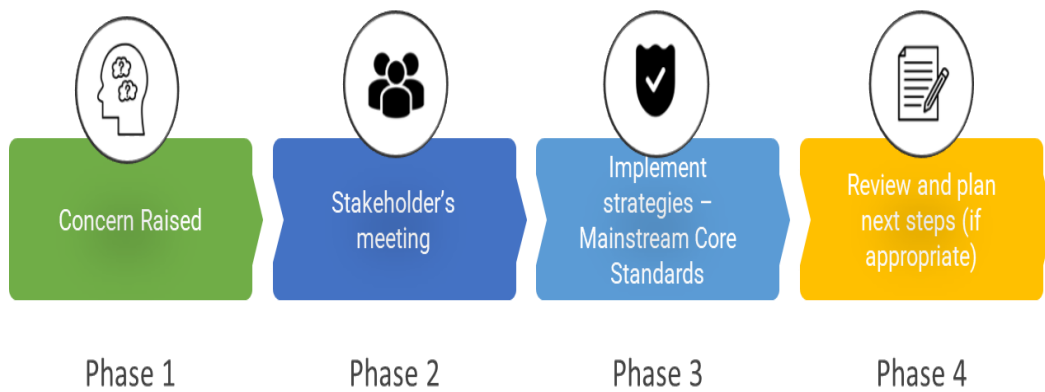 Concern Raised
Stakeholder's
meeting
Implement
strategies –
Mainstream Core
Standards
Review and plan
next steps (if
appropriate)
Phase 1
Phase 2
Phase 3
Phase 4